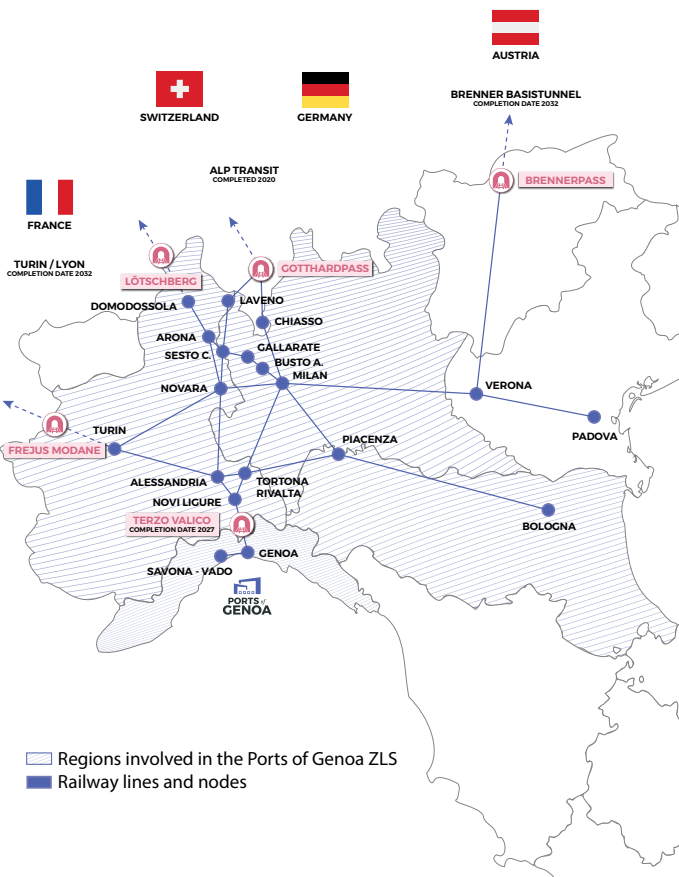 AUSTRIA
SWITZERLAND
GERMANY
BRENNER BASISTUNNEL
COMPLETION DATE 2032
ALP TRANSIT
COMPLETED 2020
BRENNERPASS
FRANCE
TURIN / LYON
COMPLETION DATE 2032
LÖTSCHBERG
GOTTHARDPASS
DOMODOSSOLA
LAVENO
CHIASSO
ARONA
GALLARATE
SESTO C.
BUSTO A.
MILAN
NOVARA
VERONA
TURIN
PADOVA
FREJUS MODANE
PIACENZA
ALESSANDRIA
TORTONA
RIVALTA
NOVI LIGURE
TERZO VALICO
COMPLETION DATE 2027
BOLOGNA
GENOA
SAVONA - VADO
PORTS of
GENOA
Regions involved in the Ports of Genoa ZLS
Railway lines and nodes